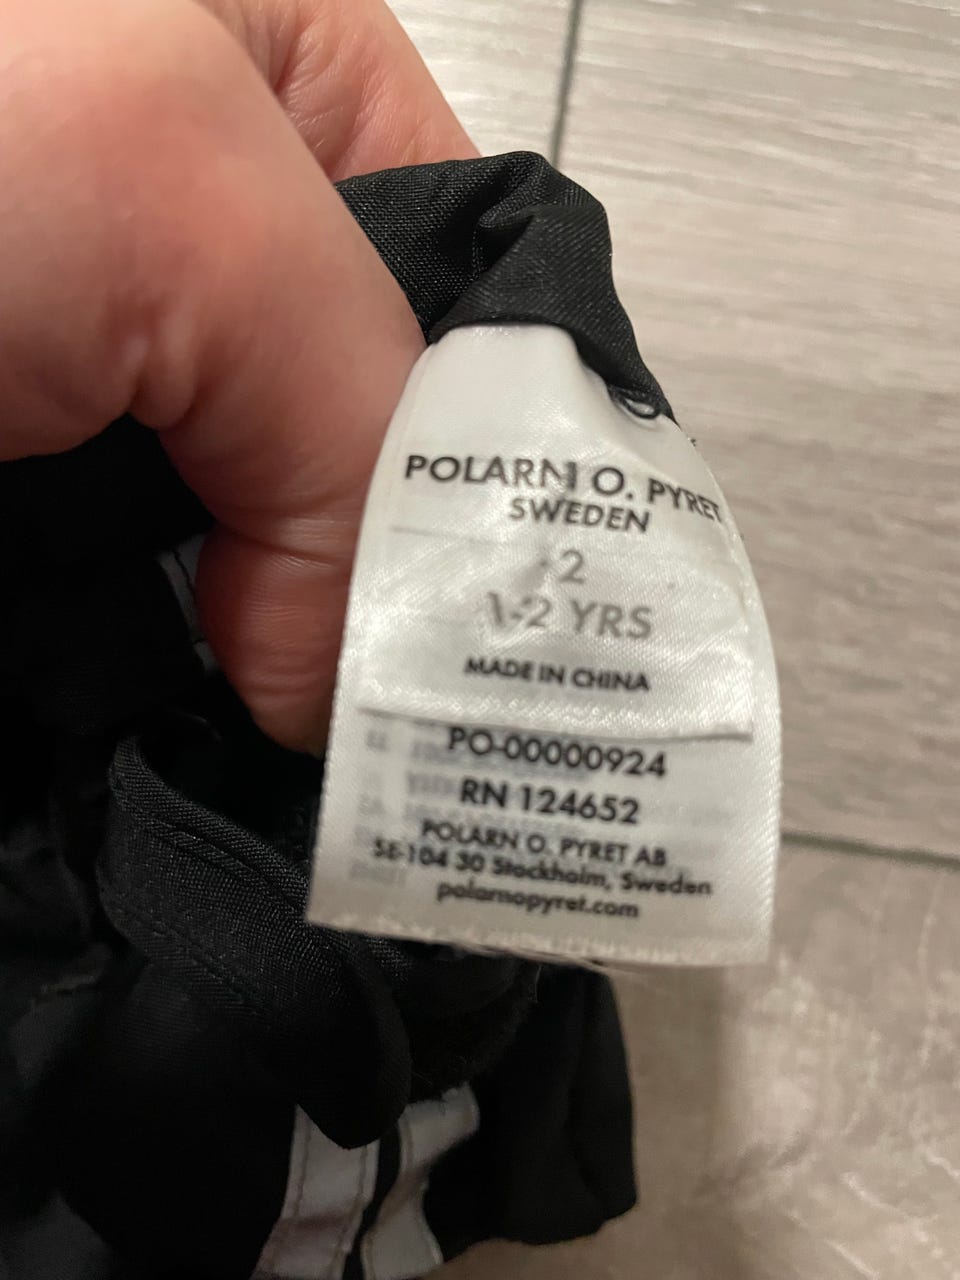 POLARN O. PYRET
SWEDEN
2
1-2 YRS
MADE IN CHINA
PO-00000924
RN 124652
POLARN O. PYRET AB
SE-104 30 Stockholm, Sweden
polarnopyret.com